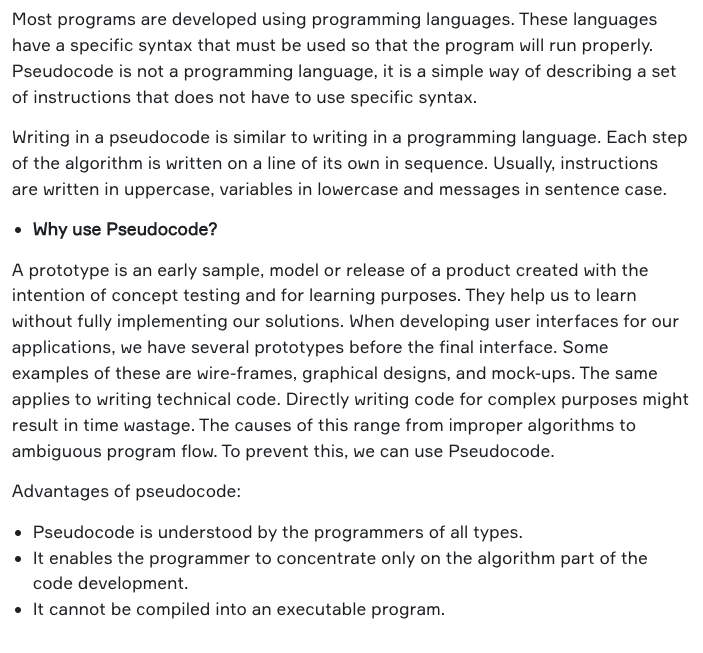 Most programs are developed using programming languages. These languages
have a specific syntax that must be used so that the program will run properly.
Pseudocode is not a programming language, it is a simple way of describing a set
of instructions that does not have to use specific syntax.
Writing in a pseudocode is similar to writing in a programming language. Each step
of the algorithm is written on a line of its own in sequence. Usually, instructions
are written in uppercase, variables in lowercase and messages in sentence case.
• Why use Pseudocode?
A prototype is an early sample, model or release of a product created with the
intention of concept testing and for learning purposes. They help us to learn
without fully implementing our solutions. When developing user interfaces for our
applications, we have several prototypes before the final interface. Some
examples of these are wire-frames, graphical designs, and mock-ups. The same
applies to writing technical code. Directly writing code for complex purposes might
result in time wastage. The causes of this range from improper algorithms to
ambiguous program flow. To prevent this, we can use Pseudocode.
Advantages of pseudocode:
• Pseudocode is understood by the programmers of all types.
• It enables the programmer to concentrate only on the algorithm part of the
code development.
• It cannot be compiled into an executable program.